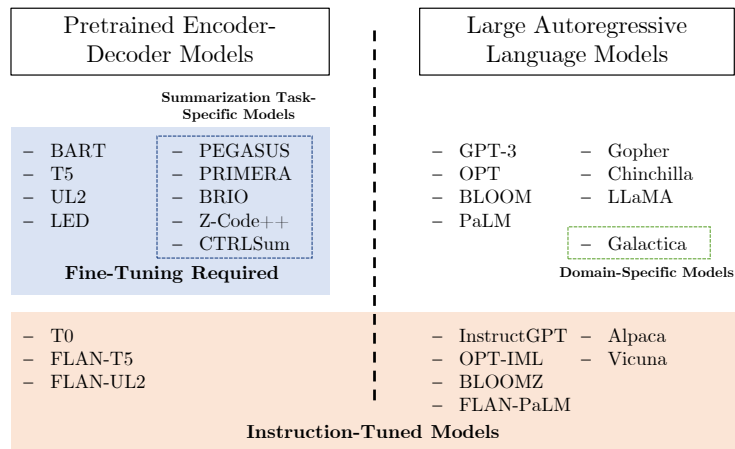 Pretrained Encoder-
Decoder Models
Summarization Task-
Specific Models
– BART
– T5
– UL2
– LED
– PEGASUS
– PRIMERA
– BRIO
– Z-Code++
– CTRLSum
Fine-Tuning Required
Large Autoregressive
Language Models
– GPT-3
– OPT
– BLOOM
– PaLM
– Gopher
– Chinchilla
– LLaMA
– Galactica
Domain-Specific Models
– T0
– FLAN-T5
– FLAN-UL2
– InstructGPT
– OPT-IML
– BLOOMZ
– FLAN-PaLM
– Alpaca
– Vicuna
Instruction-Tuned Models